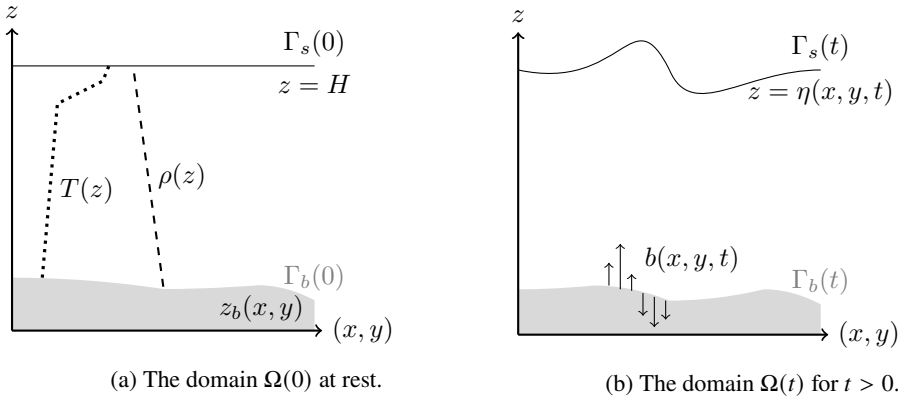 z
Γ_s(0)
z = H
T(z)
ρ(z)
Γ_b(0)
z_b(x, y)
(x, y)
(a) The domain Ω(0) at rest.
z
Γ_s(t)
z = η(x, y, t)
b(x, y, t)
Γ_b(t)
(x, y)
(b) The domain Ω(t) for t > 0.